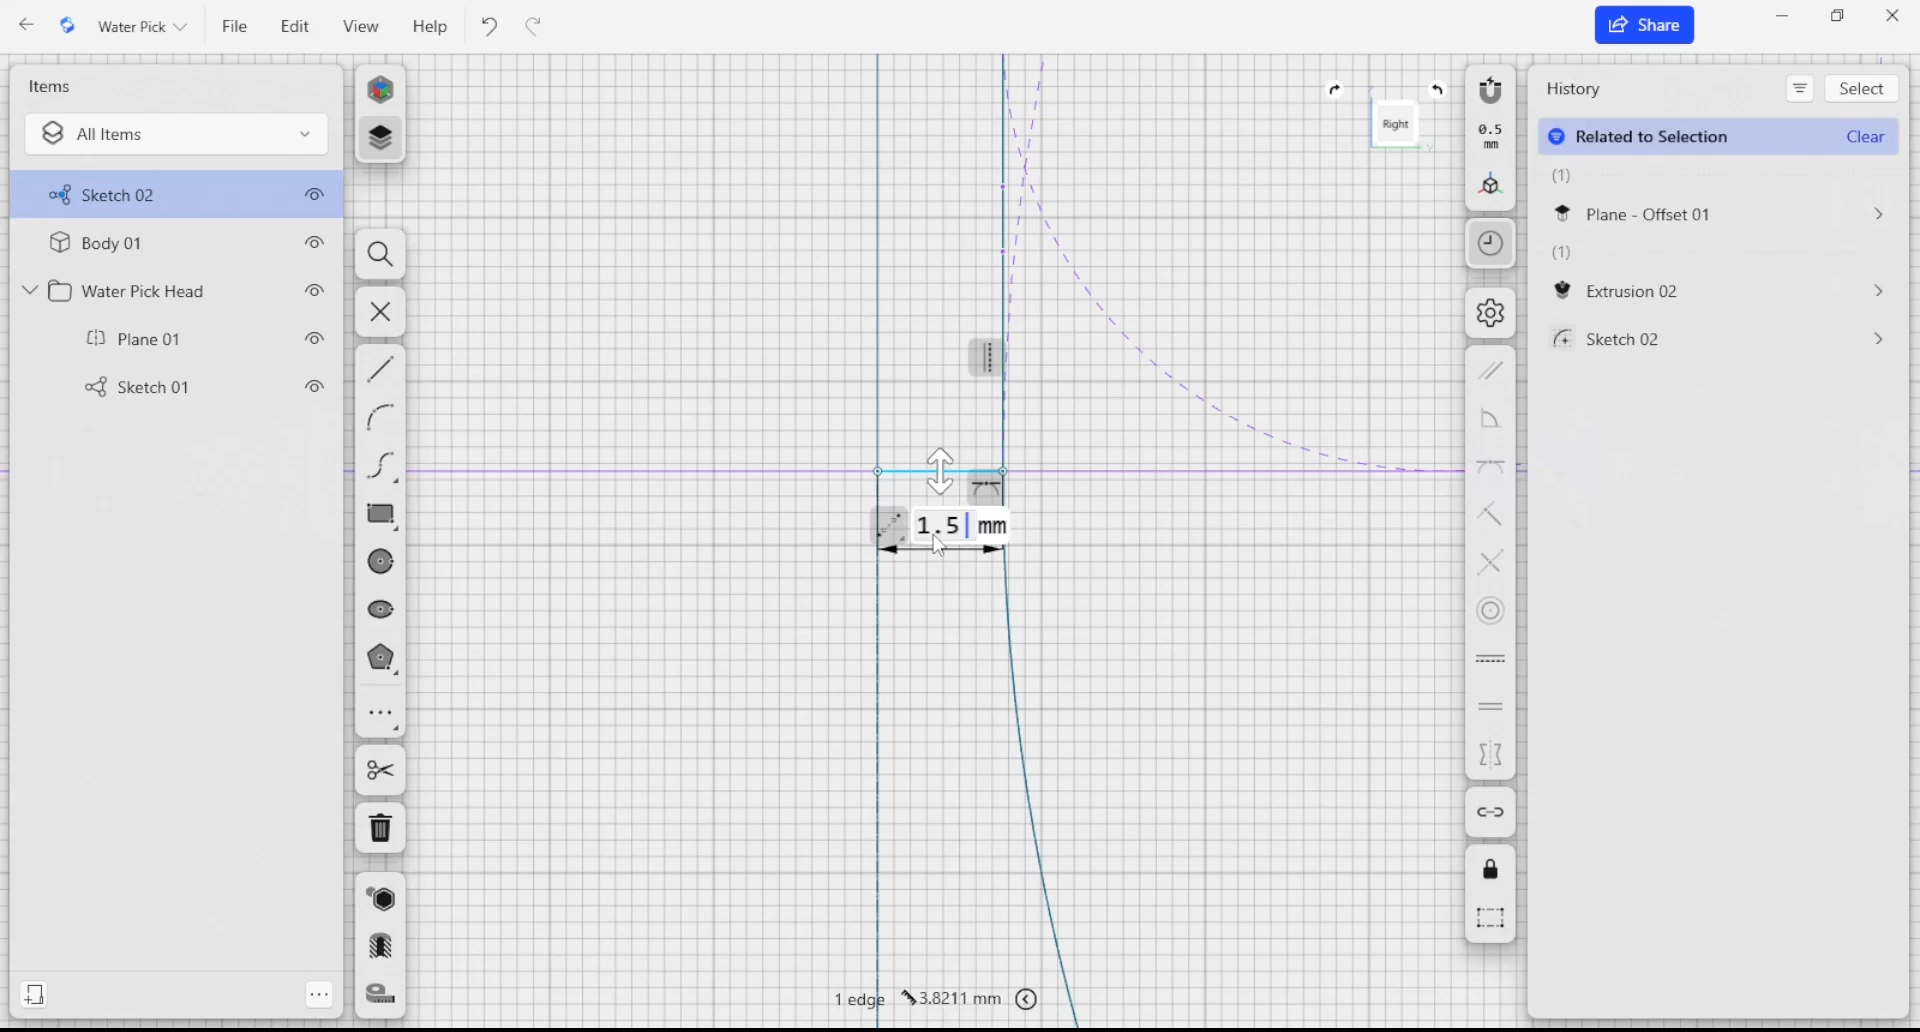 Water Pick
File
Edit
View
Help
Share
Items
All Items
Sketch 02
Body 01
Water Pick Head
Plane 01
Sketch 01
Right
Y
0.5
mm
1.5 mm
1 edge 3.8211 mm
History
Select
Related to Selection
Clear
(1)
Plane - Offset 01
(1)
Extrusion 02
Sketch 02